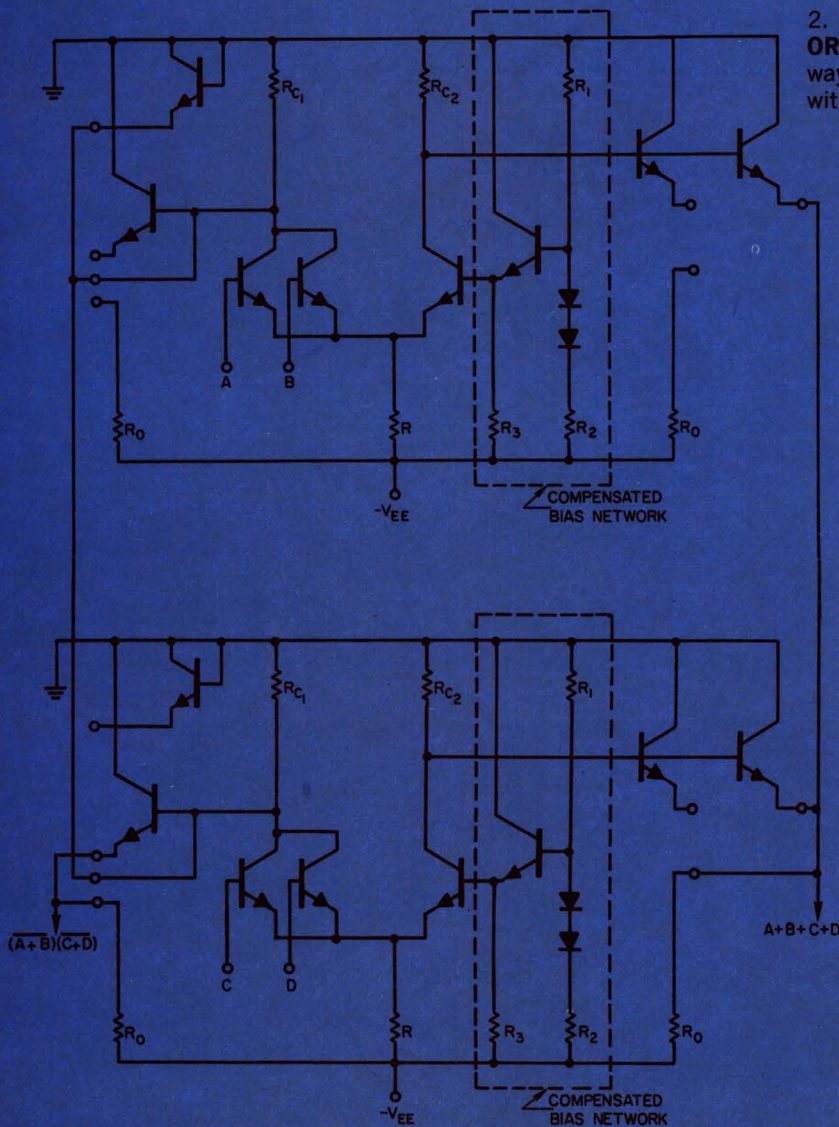 2.
OR
way
wit
RC1
RC2
R1
A
B
RO
R
R3
R2
RO
-VEE
COMPENSATED
BIAS NETWORK
RC1
RC2
R1
(A+B)(C+D)
A+B+C+D
C
D
RO
R
R3
R2
RO
-VEE
COMPENSATED
BIAS NETWORK